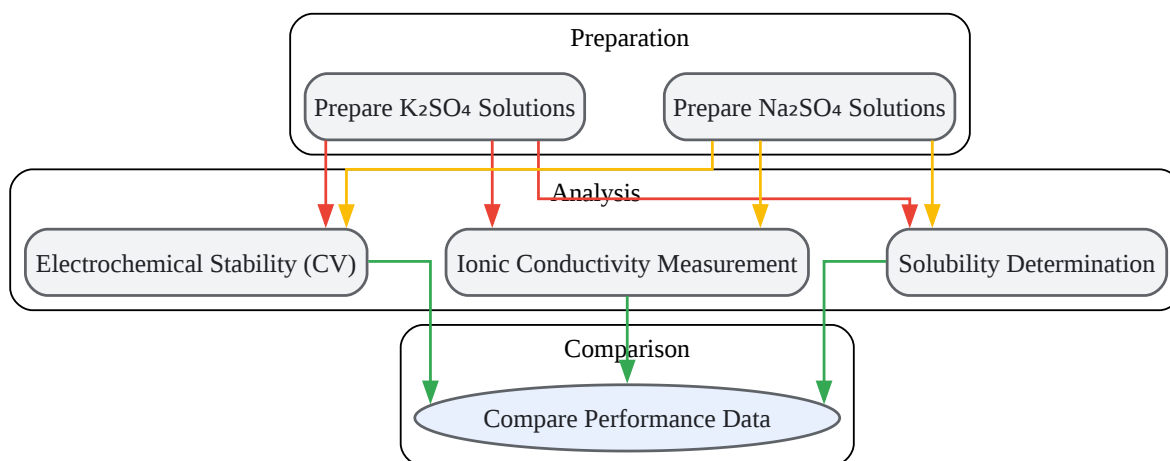 Preparation
Prepare K₂SO₄ Solutions
Prepare Na₂SO₄ Solutions
Analysis
Electrochemical Stability (CV)
Ionic Conductivity Measurement
Solubility Determination
Comparison
Compare Performance Data